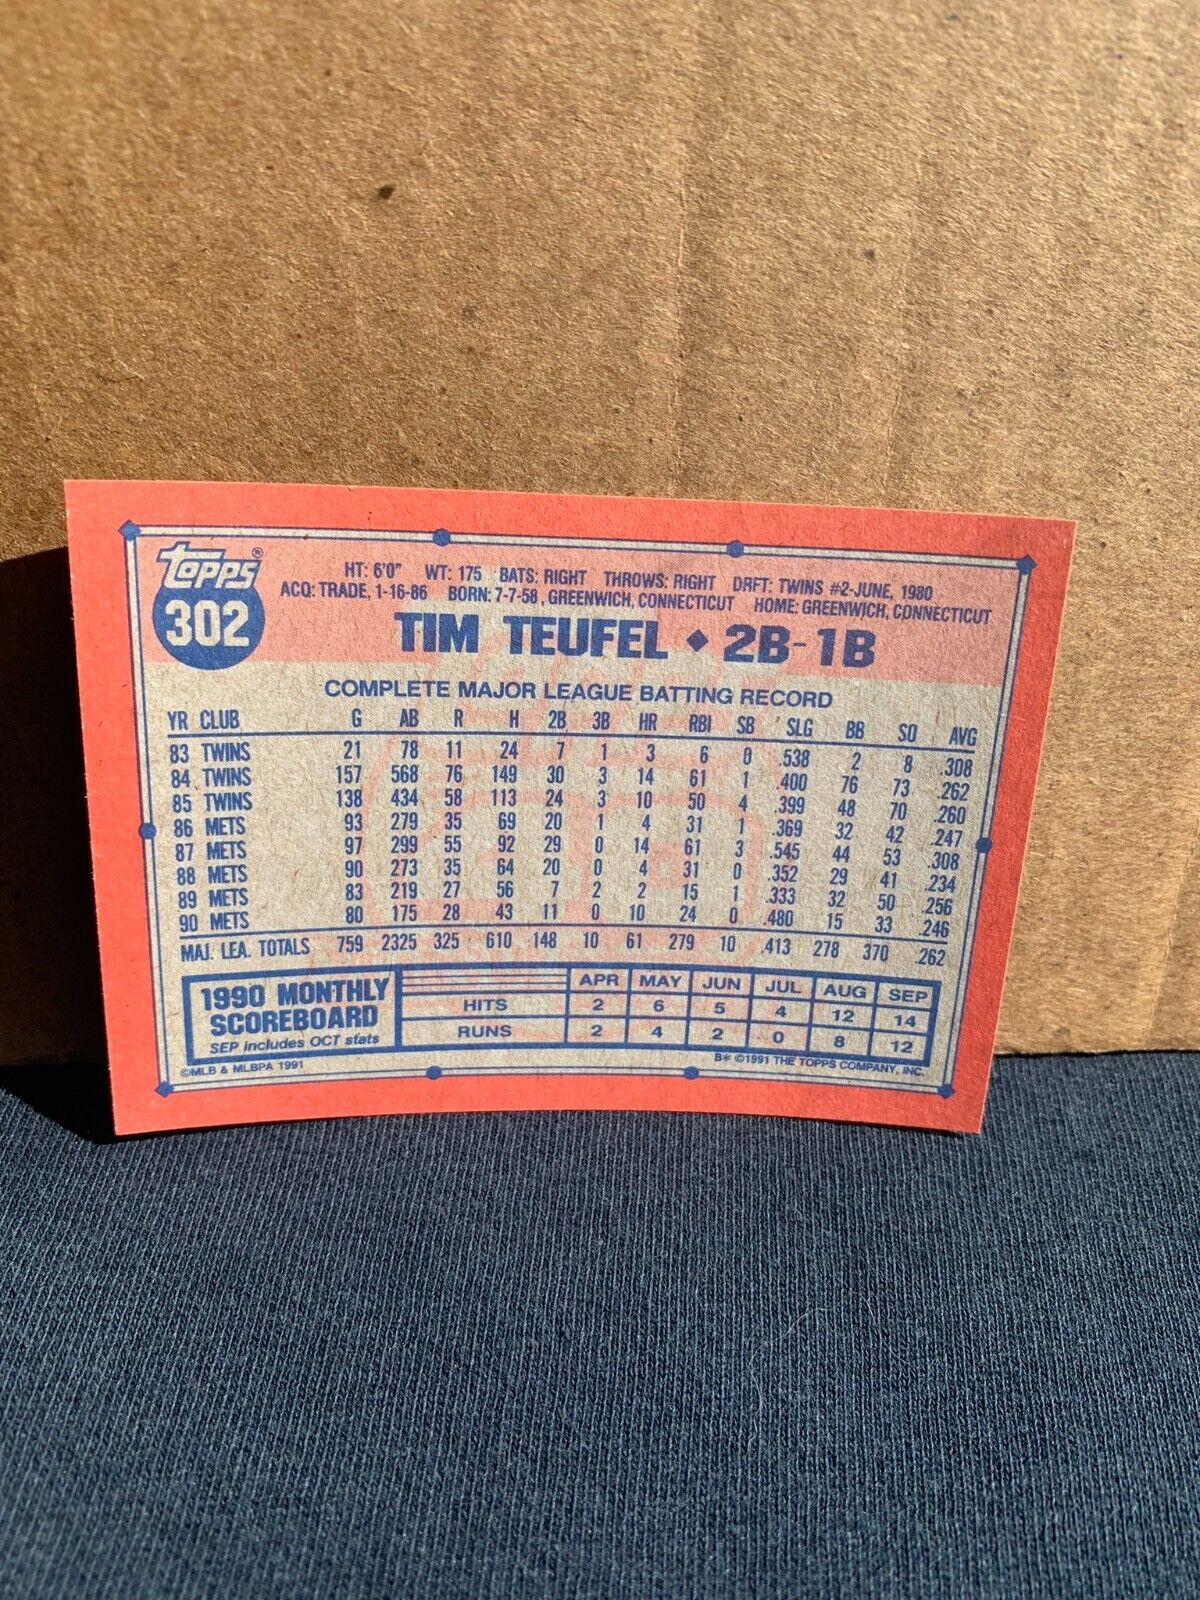 Topps®
302
HT: 6'0" WT: 175 BATS: RIGHT THROWS: RIGHT DRFT: TWINS #2-JUNE, 1980
ACQ: TRADE, 1-16-86 BORN: 7-7-58, GREENWICH, CONNECTICUT HOME: GREENWICH, CONNECTICUT
TIM TEUFEL ◆ 2B-1B
COMPLETE MAJOR LEAGUE BATTING RECORD
YR CLUB G AB R H 2B 3B HR RBI SB SLG BB SO AVG
83 TWINS 21 78 11 24 7 1 3 6 0 .538 2 8 .308
84 TWINS 157 568 76 149 30 3 14 61 1 .400 76 73 .262
85 TWINS 138 434 58 113 24 3 10 50 4 .399 48 70 .260
86 METS 93 279 35 69 20 1 4 31 1 .369 32 42 .247
87 METS 97 299 55 92 29 0 14 61 3 .545 44 53 .308
88 METS 90 273 35 64 20 0 4 31 0 .352 29 41 .234
89 METS 83 219 27 56 7 2 2 15 1 .333 32 50 .256
90 METS 80 175 28 43 11 0 10 24 0 .480 15 33 .246
MAJ. LEA. TOTALS 759 2325 325 610 148 10 61 279 10 .413 278 370 .262
1990 MONTHLY
SCOREBOARD
SEP includes OCT stats
APR MAY JUN JUL AUG SEP
HITS 2 6 5 4 12 14
RUNS 2 4 2 0 8 12
©MLB & MLBPA 1991
B* ©1991 THE TOPPS COMPANY, INC.